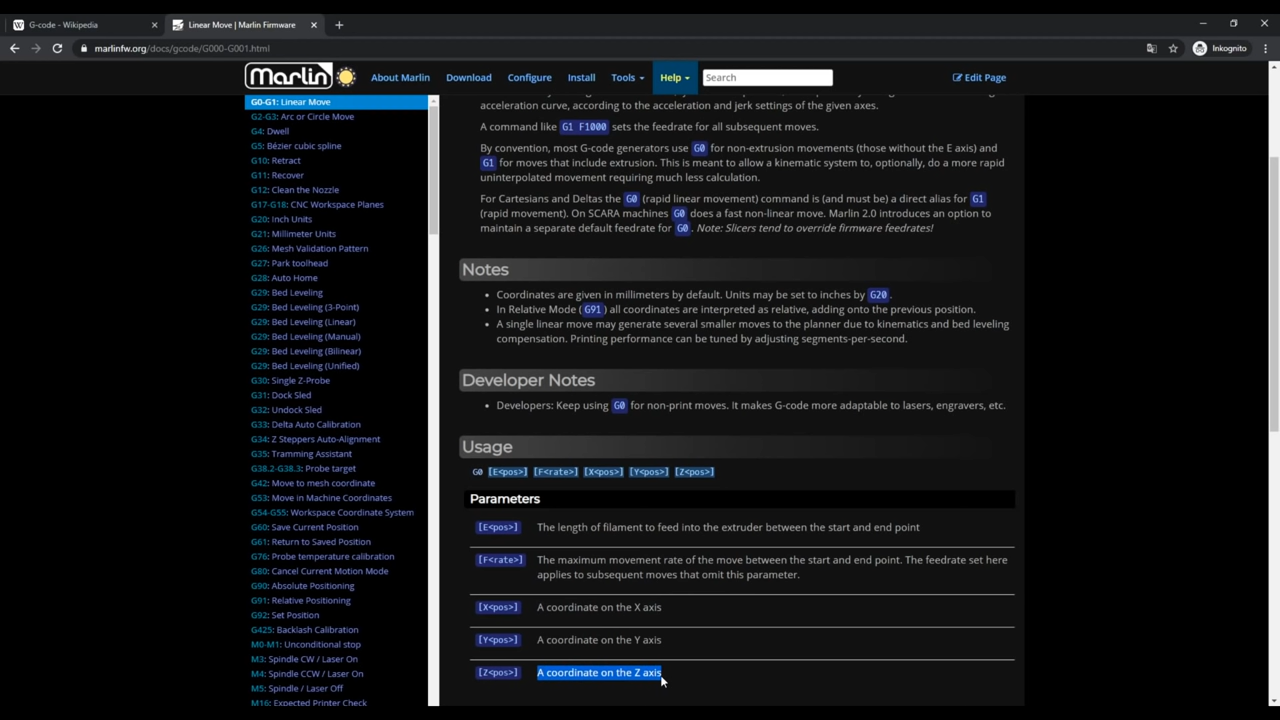 G-code - Wikipedia
Linear Move | Marlin Firmware
marlinfw.org/docs/gcode/G000-G001.html
Inkognito
Marlin
About Marlin
Download
Configure
Install
Tools
Help
Search
Edit Page
G0-G1: Linear Move
G2-G3: Arc or Circle Move
G4: Dwell
G5: Bézier cubic spline
G10: Retract
G11: Recover
G12: Clean the Nozzle
G17-G18: CNC Workspace Planes
G20: Inch Units
G21: Millimeter Units
G26: Mesh Validation Pattern
G27: Park toolhead
G28: Auto Home
G29: Bed Leveling
G29: Bed Leveling (3-Point)
G29: Bed Leveling (Linear)
G29: Bed Leveling (Manual)
G29: Bed Leveling (Bilinear)
G29: Bed Leveling (Unified)
G30: Single Z-Probe
G31: Dock Sled
G32: Undock Sled
G33: Delta Auto Calibration
G34: Z Steppers Auto-Alignment
G35: Tramming Assistant
G38.2-G38.3: Probe target
G42: Move to mesh coordinate
G53: Move in Machine Coordinates
G54-G55: Workspace Coordinate System
G60: Save Current Position
G61: Return to Saved Position
G76: Probe temperature calibration
G80: Cancel Current Motion Mode
G90: Absolute Positioning
G91: Relative Positioning
G92: Set Position
G425: Backlash Calibration
M0-M1: Unconditional stop
M3: Spindle CW / Laser On
M4: Spindle CCW / Laser On
M5: Spindle / Laser Off
M16: Expected Printer Check
acceleration curve, according to the acceleration and jerk settings of the given axes.
A command like G1 F1000 sets the feedrate for all subsequent moves.
By convention, most G-code generators use G0 for non-extrusion movements (those without the E axis) and
G1 for moves that include extrusion. This is meant to allow a kinematic system to, optionally, do a more rapid
uninterpolated movement requiring much less calculation.
For Cartesians and Deltas the G0 (rapid linear movement) command is (and must be) a direct alias for G1
(rapid movement). On SCARA machines G0 does a fast non-linear move. Marlin 2.0 introduces an option to
maintain a separate default feedrate for G0. Note: Slicers tend to override firmware feedrates!
Notes
• Coordinates are given in millimeters by default. Units may be set to inches by G20.
• In Relative Mode (G91) all coordinates are interpreted as relative, adding onto the previous position.
• A single linear move may generate several smaller moves to the planner due to kinematics and bed leveling
compensation. Printing performance can be tuned by adjusting segments-per-second.
Developer Notes
• Developers: Keep using G0 for non-print moves. It makes G-code more adaptable to lasers, engravers, etc.
Usage
G0 [E<pos>] [F<rate>] [X<pos>] [Y<pos>] [Z<pos>]
Parameters
[E<pos>] The length of filament to feed into the extruder between the start and end point
[F<rate>] The maximum movement rate of the move between the start and end point. The feedrate set here
applies to subsequent moves that omit this parameter.
[X<pos>] A coordinate on the X axis
[Y<pos>] A coordinate on the Y axis
[Z<pos>] A coordinate on the Z axis